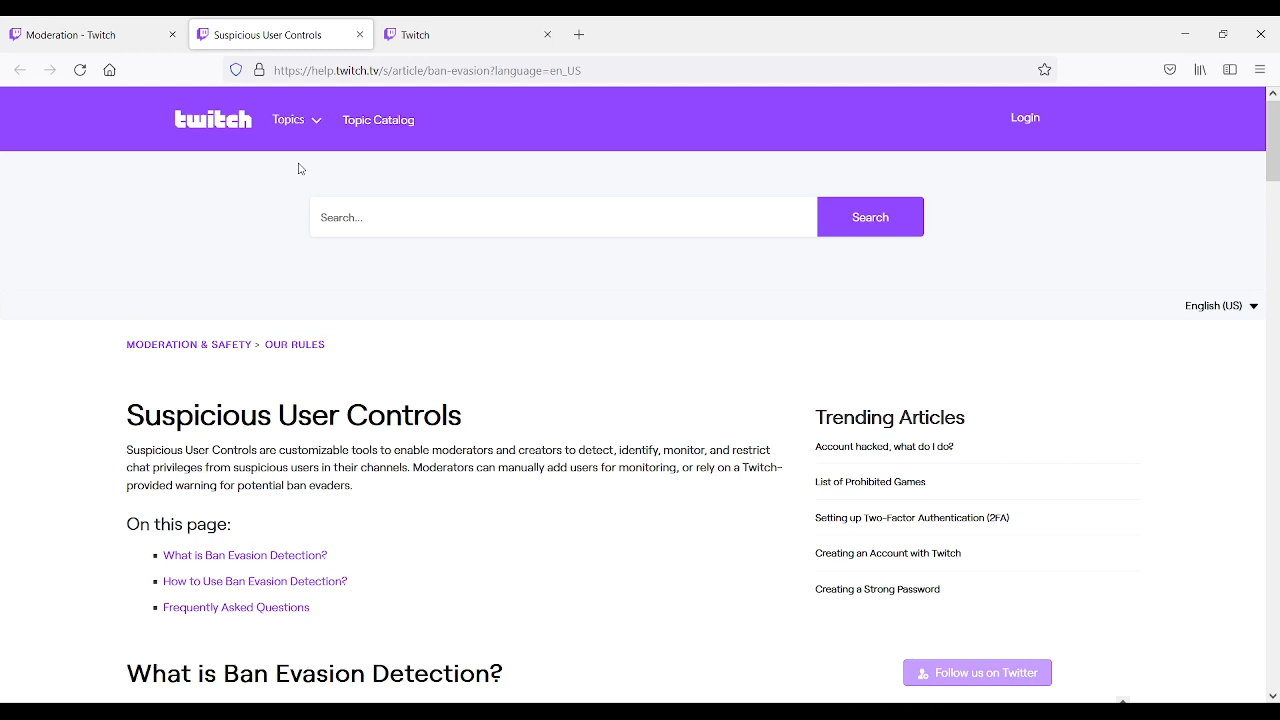 Moderation - Twitch
Suspicious User Controls
Twitch
https://help.twitch.tv/s/article/ban-evasion?language=en_US
twitch
Topics
Topic Catalog
Login
Search...
Search
English (US)
MODERATION & SAFETY > OUR RULES
Suspicious User Controls
Suspicious User Controls are customizable tools to enable moderators and creators to detect, identify, monitor, and restrict
chat privileges from suspicious users in their channels. Moderators can manually add users for monitoring, or rely on a Twitch-
provided warning for potential ban evaders.
On this page:
What is Ban Evasion Detection?
How to Use Ban Evasion Detection?
Frequently Asked Questions
What is Ban Evasion Detection?
Trending Articles
Account hacked, what do I do?
List of Prohibited Games
Setting up Two-Factor Authentication (2FA)
Creating an Account with Twitch
Creating a Strong Password
Follow us on Twitter